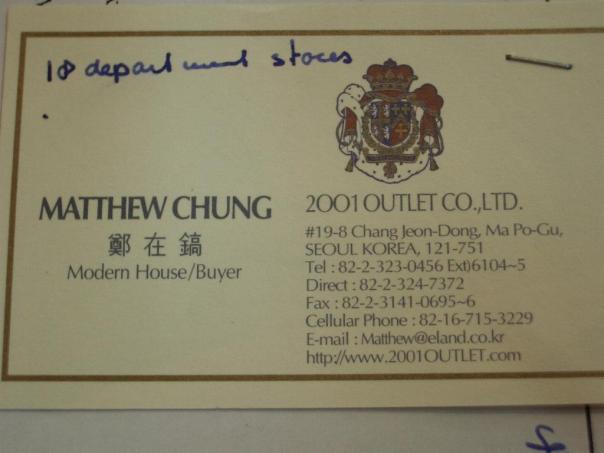 18 department stores
MATTHEW CHUNG
鄭在鎬
Modern House/Buyer
2001 OUTLET CO.,LTD.
#19-8 Chang Jeon-Dong, Ma Po-Gu,
SEOUL KOREA, 121-751
Tel : 82-2-323-0456 Ext)6104~5
Direct : 82-2-324-7372
Fax : 82-2-3141-0695~6
Cellular Phone : 82-16-715-3229
E-mail : Matthew@eland.co.kr
http://www.2001OUTLET.com